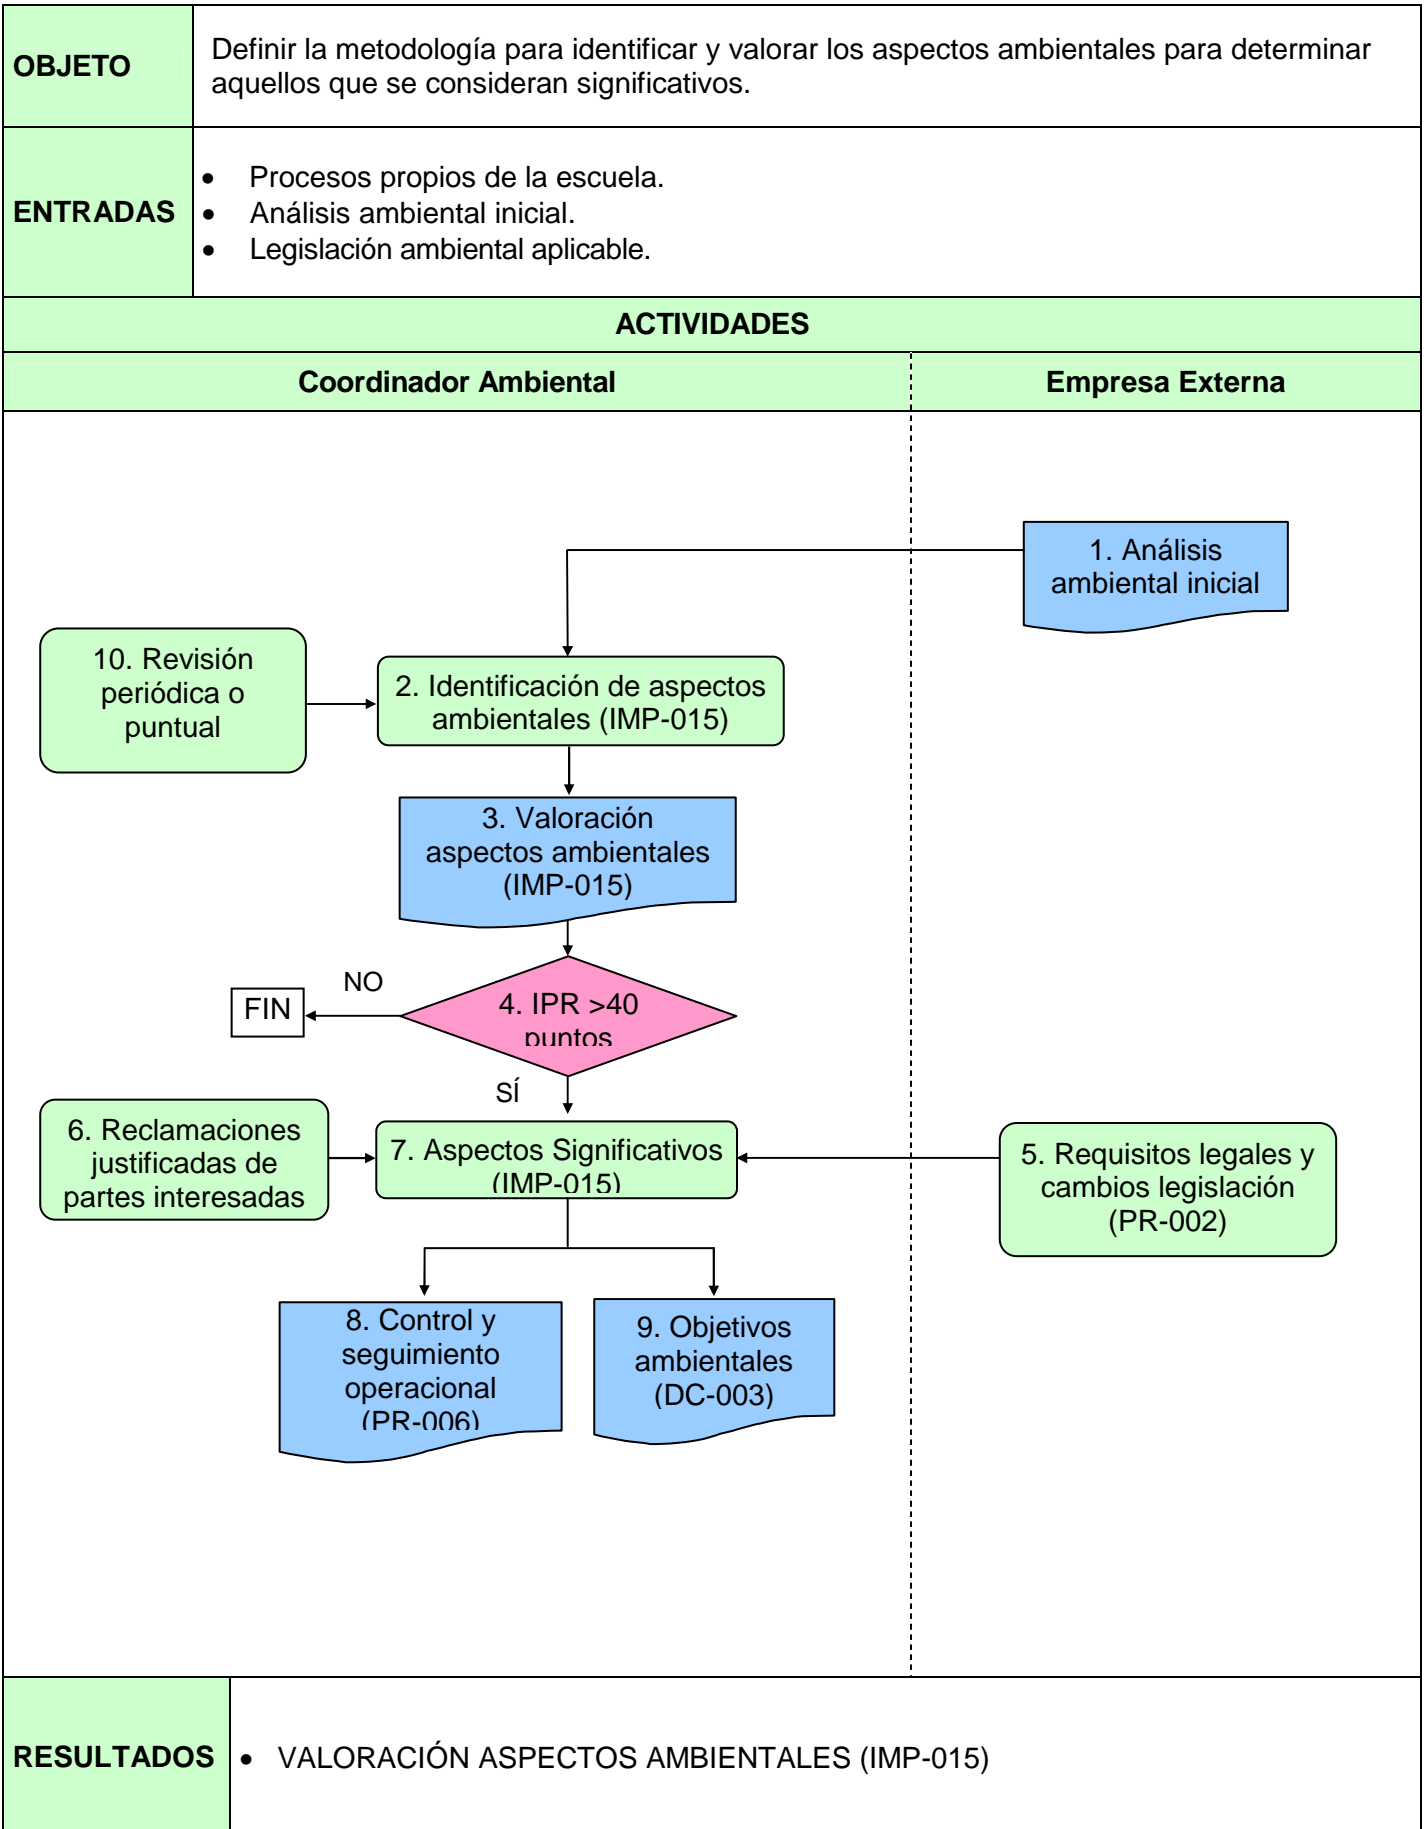 OBJETO
Definir la metodología para identificar y valorar los aspectos ambientales para determinar
aquellos que se consideran significativos.
ENTRADAS
• Procesos propios de la escuela.
• Análisis ambiental inicial.
• Legislación ambiental aplicable.
ACTIVIDADES
Coordinador Ambiental
Empresa Externa
1. Análisis
ambiental inicial
10. Revisión
periódica o
puntual
2. Identificación de aspectos
ambientales (IMP-015)
3. Valoración
aspectos ambientales
(IMP-015)
NO
FIN
4. IPR >40
puntos
SÍ
6. Reclamaciones
justificadas de
partes interesadas
7. Aspectos Significativos
(IMP-015)
5. Requisitos legales y
cambios legislación
(PR-002)
8. Control y
seguimiento
operacional
(PR-006)
9. Objetivos
ambientales
(DC-003)
RESULTADOS
• VALORACIÓN ASPECTOS AMBIENTALES (IMP-015)